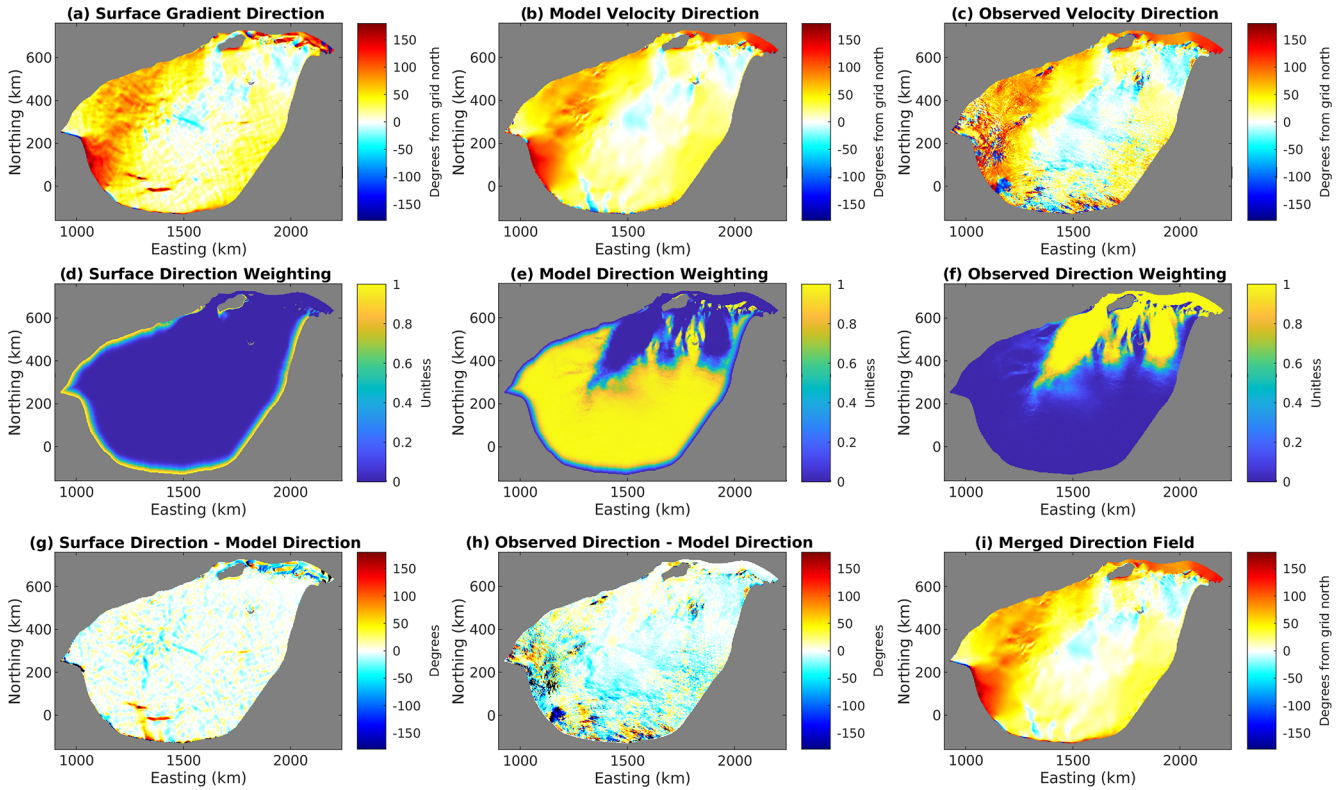 (a) Surface Gradient Direction
600
400
200
0
Northing (km)
1000 1500 2000
Easting (km)
150
100
50
0
-50
-100
-150
Degrees from grid north
(b) Model Velocity Direction
600
400
200
0
Northing (km)
1000 1500 2000
Easting (km)
150
100
50
0
-50
-100
-150
Degrees from grid north
(c) Observed Velocity Direction
600
400
200
0
Northing (km)
1000 1500 2000
Easting (km)
150
100
50
0
-50
-100
-150
Degrees from grid north
(d) Surface Direction Weighting
600
400
200
0
Northing (km)
1000 1500 2000
Easting (km)
1
0.8
0.6
0.4
0.2
0
Unitless
(e) Model Direction Weighting
600
400
200
0
Northing (km)
1000 1500 2000
Easting (km)
1
0.8
0.6
0.4
0.2
0
Unitless
(f) Observed Direction Weighting
600
400
200
0
Northing (km)
1000 1500 2000
Easting (km)
1
0.8
0.6
0.4
0.2
0
Unitless
(g) Surface Direction - Model Direction
600
400
200
0
Northing (km)
1000 1500 2000
Easting (km)
150
100
50
0
-50
-100
-150
Degrees
(h) Observed Direction - Model Direction
600
400
200
0
Northing (km)
1000 1500 2000
Easting (km)
150
100
50
0
-50
-100
-150
Degrees
(i) Merged Direction Field
600
400
200
0
Northing (km)
1000 1500 2000
Easting (km)
150
100
50
0
-50
-100
-150
Degrees from grid north